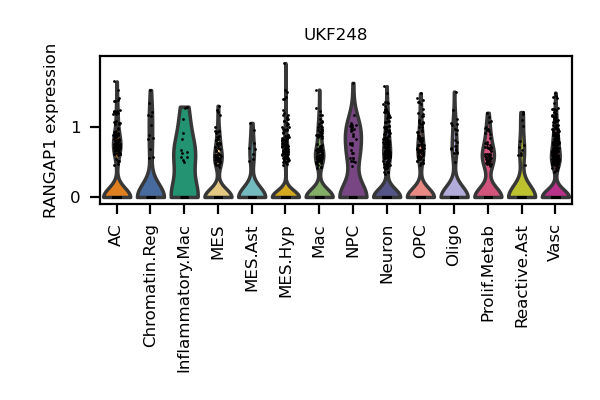 UKF248
RANGAP1 expression
1
0
AC
Chromatin.Reg
Inflammatory.Mac
MES
MES.Ast
MES.Hyp
Mac
NPC
Neuron
OPC
Oligo
Prolif.Metab
Reactive.Ast
Vasc